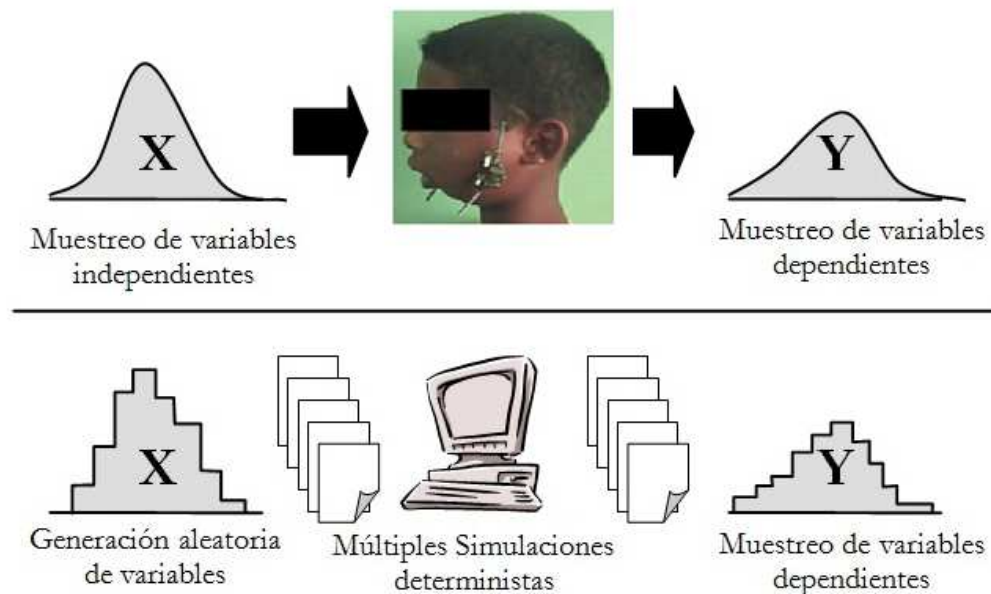 X
Y
Muestreo de variables
independientes
Muestreo de variables
dependientes
X
Y
Generación aleatoria
de variables
Múltiples Simulaciones
deterministas
Muestreo de variables
dependientes